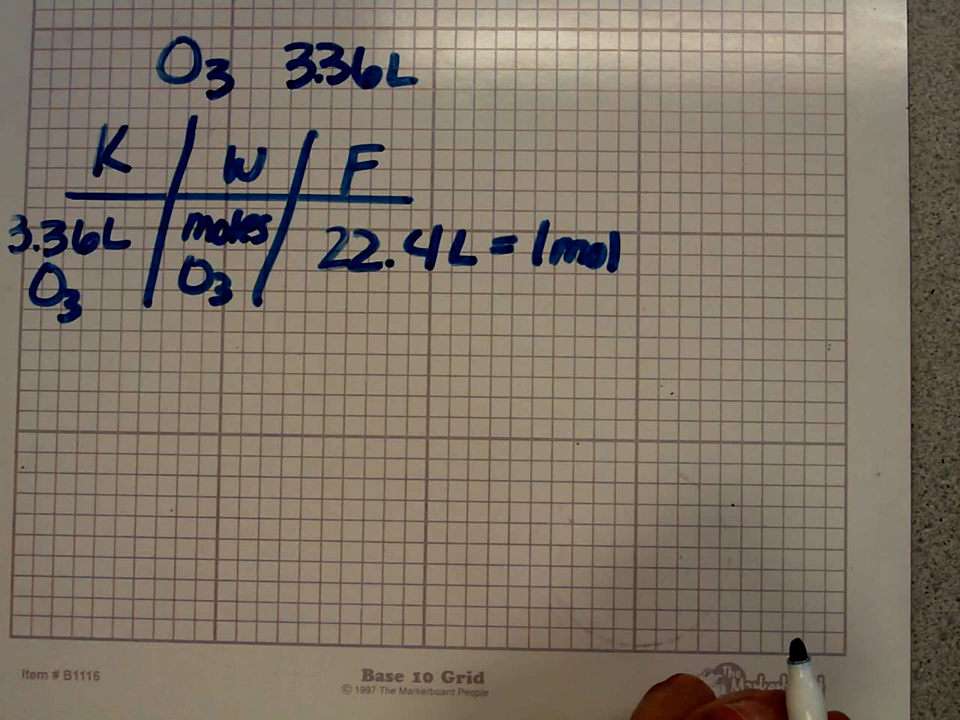 O₃ 3.36L
K W F
3.36L moles 22.4L = 1mol
O₃ O₃
Item # B1116
Base 10 Grid
© 1997 The Markerboard People
The